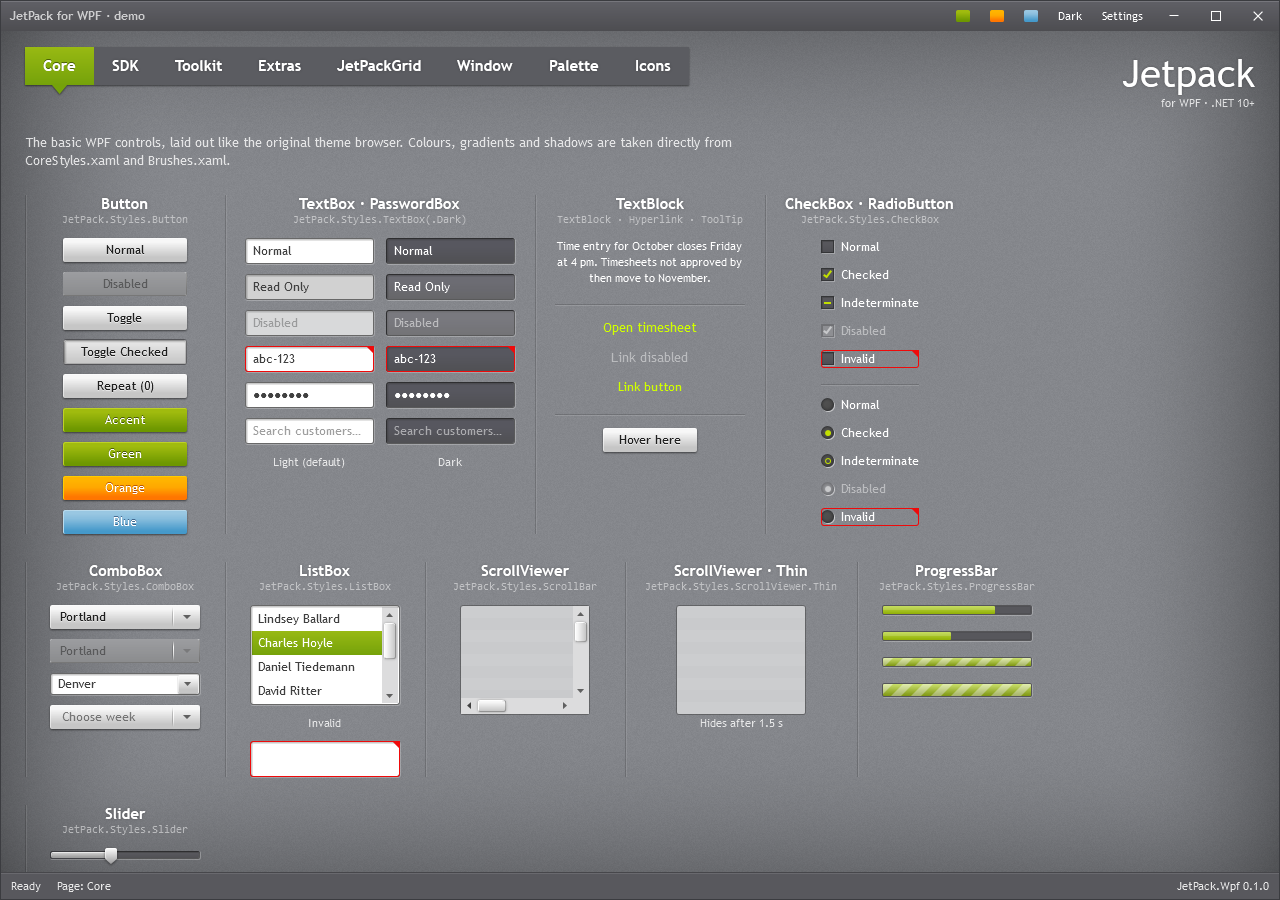 JetPack for WPF · demo
Dark
Settings
Core
SDK
Toolkit
Extras
JetPackGrid
Window
Palette
Icons
Jetpack
for WPF · .NET 10+
The basic WPF controls, laid out like the original theme browser. Colours, gradients and shadows are taken directly from
CoreStyles.xaml and Brushes.xaml.
Button
JetPack.Styles.Button
Normal
Disabled
Toggle
Toggle Checked
Repeat (0)
Accent
Green
Orange
Blue
TextBox · PasswordBox
JetPack.Styles.TextBox(.Dark)
Normal
Normal
Read Only
Read Only
Disabled
Disabled
abc-123
abc-123
●●●●●●●●
●●●●●●●●
Search customers...
Search customers...
Light (default)
Dark
TextBlock
TextBlock · Hyperlink · ToolTip
Time entry for October closes Friday
at 4 pm. Timesheets not approved by
then move to November.
Open timesheet
Link disabled
Link button
Hover here
CheckBox · RadioButton
JetPack.Styles.CheckBox
Normal
Checked
Indeterminate
Disabled
Invalid
Normal
Checked
Indeterminate
Disabled
Invalid
ComboBox
JetPack.Styles.ComboBox
Portland
Portland
Denver
Choose week
ListBox
JetPack.Styles.ListBox
Lindsey Ballard
Charles Hoyle
Daniel Tiedemann
David Ritter
Invalid
ScrollViewer
JetPack.Styles.ScrollBar
ScrollViewer · Thin
JetPack.Styles.ScrollViewer.Thin
Hides after 1.5 s
ProgressBar
JetPack.Styles.ProgressBar
Slider
JetPack.Styles.Slider
Ready
Page: Core
JetPack.Wpf 0.1.0